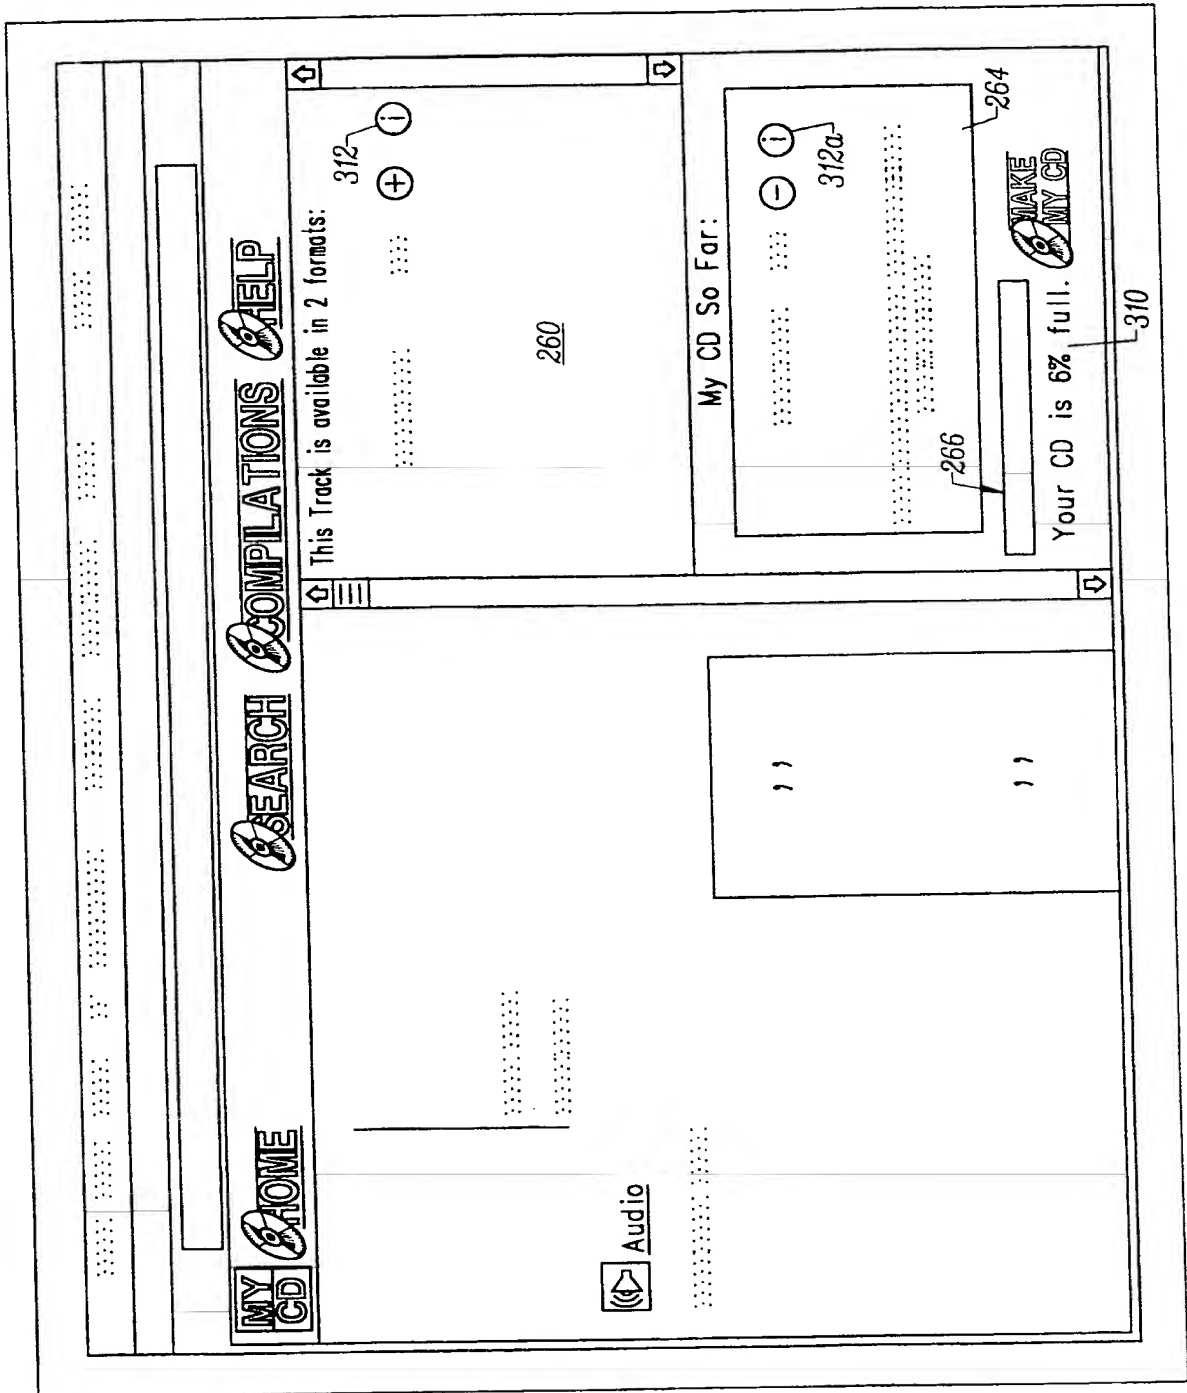 MY CD
HOME
SEARCH
COMPILATIONS
HELP
This Track is available in 2 formats:
312
260
Audio
My CD So Far:
312a
264
266
Your CD is 6% full.
MAKE
MY CD
310